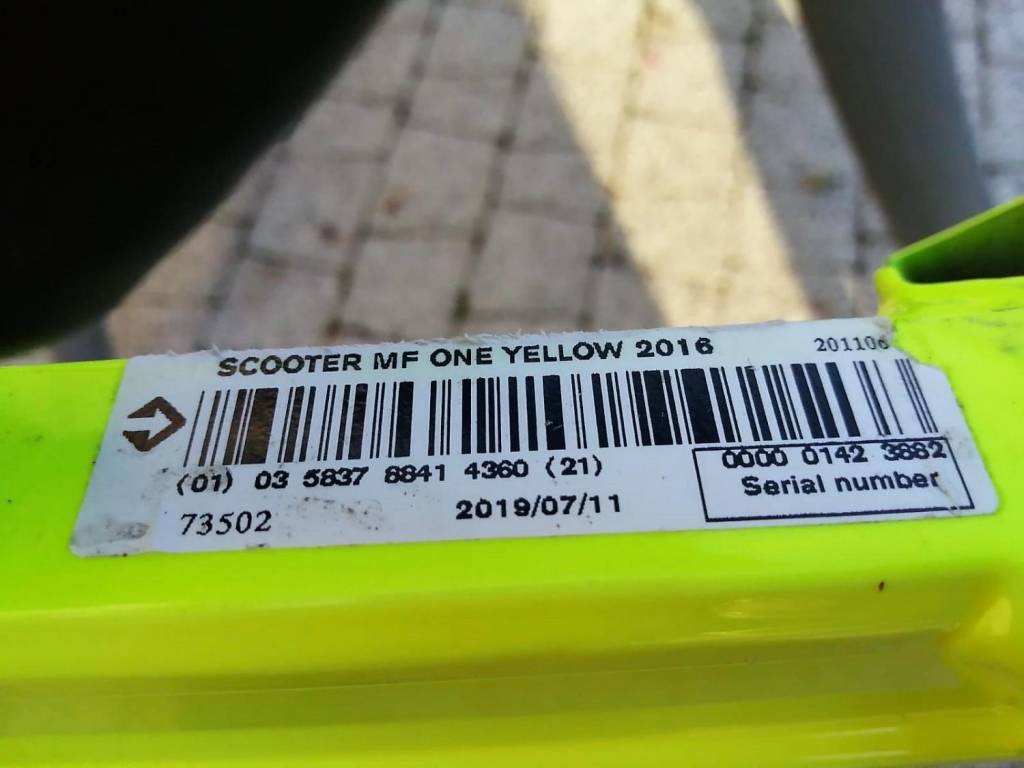 SCOOTER MF ONE YELLOW 2016
201106
(01) 03 5837 8841 4360 (21)
0000 0142 3882
Serial number
73502
2019/07/11